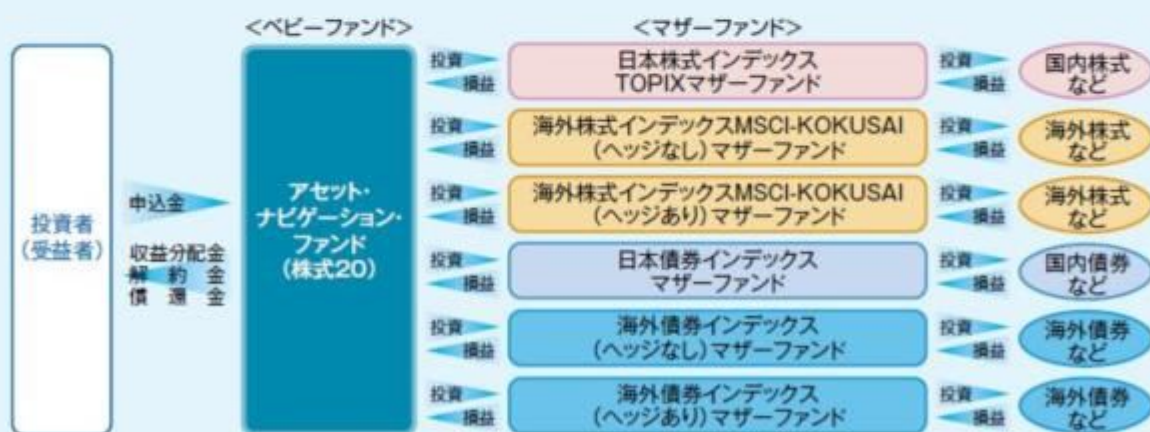 <ベビーファンド>
<マザーファンド>
投資者
(受益者)
申込金
収益分配金
解約金
償還金
アセット・
ナビゲーション・
ファンド
(株式20)
投資
損益
日本株式インデックス
TOPIXマザーファンド
投資
損益
国内株式
など
投資
損益
海外株式インデックスMSCI-KOKUSAI
(ヘッジなし)マザーファンド
投資
損益
海外株式
など
投資
損益
海外株式インデックスMSCI-KOKUSAI
(ヘッジあり)マザーファンド
投資
損益
海外株式
など
投資
損益
日本債券インデックス
マザーファンド
投資
損益
国内債券
など
投資
損益
海外債券インデックス
(ヘッジなし)マザーファンド
投資
損益
海外債券
など
投資
損益
海外債券インデックス
(ヘッジあり)マザーファンド
投資
損益
海外債券
など